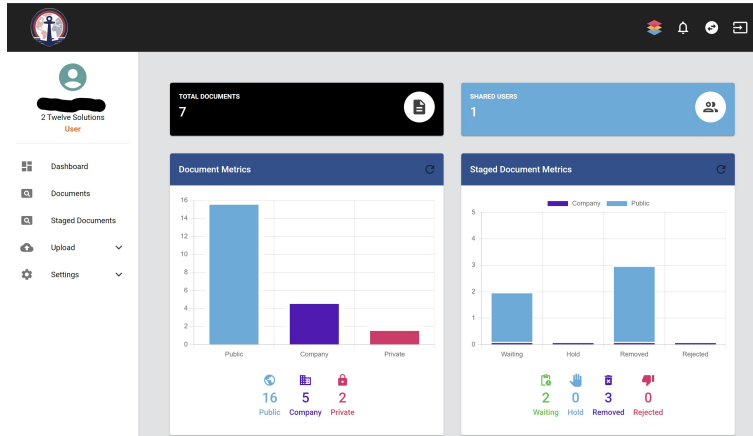 2 Twelve Solutions
User
Dashboard
Documents
Staged Documents
Upload
Settings
TOTAL DOCUMENTS
7
SHARED USERS
1
Document Metrics
16
14
12
10
8
6
4
2
0
Public Company Private
16 5 2
Public Company Private
Staged Document Metrics
Company Public
5
4
3
2
1
0
Waiting Hold Removed Rejected
2 0 3 0
Waiting Hold Removed Rejected